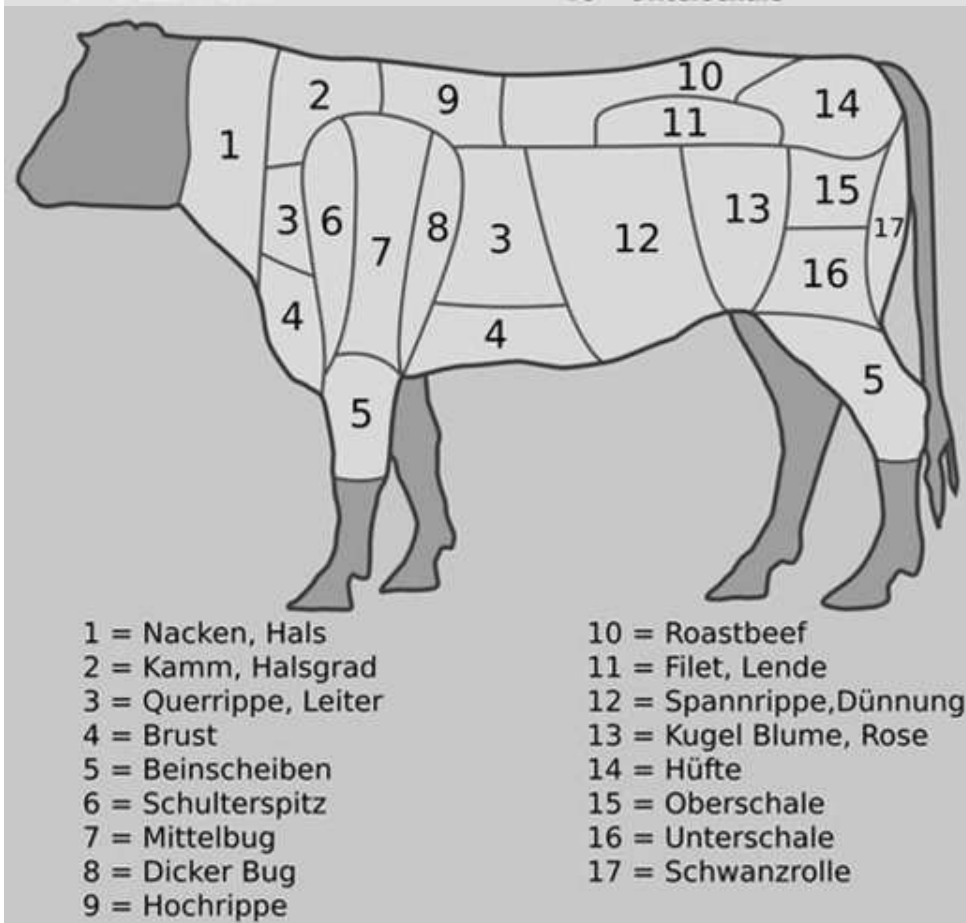 1
2
9
10
11
14
3
6
7
8
3
12
13
15
17
16
4
4
5
5
1 = Nacken, Hals
2 = Kamm, Halsgrad
3 = Querrippe, Leiter
4 = Brust
5 = Beinscheiben
6 = Schulterspitz
7 = Mittelbug
8 = Dicker Bug
9 = Hochrippe
10 = Roastbeef
11 = Filet, Lende
12 = Spannrippe,Dünnung
13 = Kugel Blume, Rose
14 = Hüfte
15 = Oberschale
16 = Unterschale
17 = Schwanzrolle